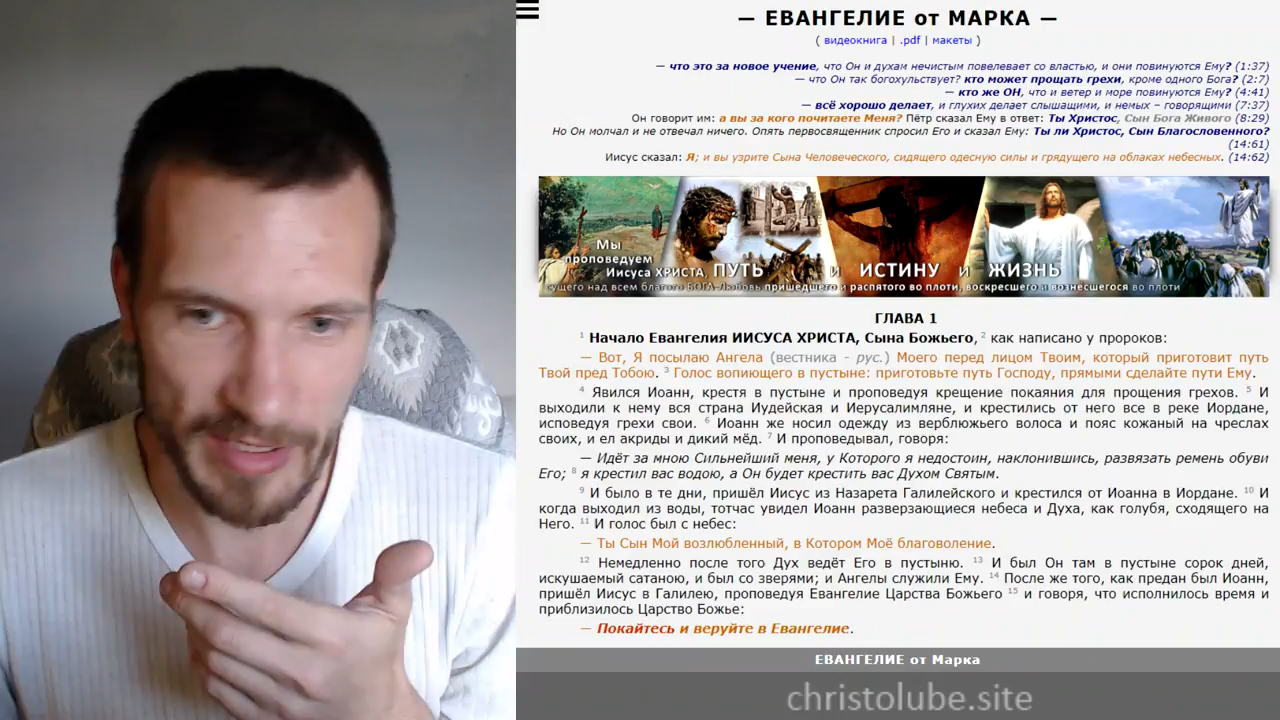 — ЕВАНГЕЛИЕ от МАРКА —
( видеокнига | .pdf | макеты )
— что это за новое учение, что Он и духам нечистым повелевает со властью, и они повинуются Ему? (1:37)
— что Он так богохульствует? кто может прощать грехи, кроме одного Бога? (2:7)
— кто же ОН, что и ветер и море повинуются Ему? (4:41)
— всё хорошо делает, и глухих делает слышащими, и немых – говорящими (7:37)
Он говорит им: а вы за кого почитаете Меня? Пётр сказал Ему в ответ: Ты Христос, Сын Бога Живого (8:29)
Но Он молчал и не отвечал ничего. Опять первосвященник спросил Его и сказал Ему: Ты ли Христос, Сын Благословенного?
(14:61)
Иисус сказал: Я; и вы узрите Сына Человеческого, сидящего одесную силы и грядущего на облаках небесных. (14:62)
Мы
проповедуем
Иисуса ХРИСТА, ПУТЬ и ИСТИНУ и ЖИЗНЬ
сущего над всем благого БОГА-Любовь пришедшего и распятого во плоти, воскресшего и вознесшегося во плоти
ГЛАВА 1
1 Начало Евангелия ИИСУСА ХРИСТА, Сына Божьего, 2 как написано у пророков:
— Вот, Я посылаю Ангела (вестника - рус.) Моего перед лицом Твоим, который приготовит путь
Твой пред Тобою. 3 Голос вопиющего в пустыне: приготовьте путь Господу, прямыми сделайте пути Ему.
4 Явился Иоанн, крестя в пустыне и проповедуя крещение покаяния для прощения грехов. 5 И
выходили к нему вся страна Иудейская и Иерусалимляне, и крестились от него все в реке Иордане,
исповедуя грехи свои. 6 Иоанн же носил одежду из верблюжьего волоса и пояс кожаный на чреслах
своих, и ел акриды и дикий мёд. 7 И проповедывал, говоря:
— Идёт за мною Сильнейший меня, у Которого я недостоин, наклонившись, развязать ремень обуви
Его; 8 я крестил вас водою, а Он будет крестить вас Духом Святым.
9 И было в те дни, пришёл Иисус из Назарета Галилейского и крестился от Иоанна в Иордане. 10 И
когда выходил из воды, тотчас увидел Иоанн разверзающиеся небеса и Духа, как голубя, сходящего на
Него. 11 И голос был с небес:
— Ты Сын Мой возлюбленный, в Котором Моё благоволение.
12 Немедленно после того Дух ведёт Его в пустыню. 13 И был Он там в пустыне сорок дней,
искушаемый сатаною, и был со зверями; и Ангелы служили Ему. 14 После же того, как предан был Иоанн,
пришёл Иисус в Галилею, проповедуя Евангелие Царства Божьего 15 и говоря, что исполнилось время и
приблизилось Царство Божье:
— Покайтесь и веруйте в Евангелие.
ЕВАНГЕЛИЕ от Марка
christolube.site